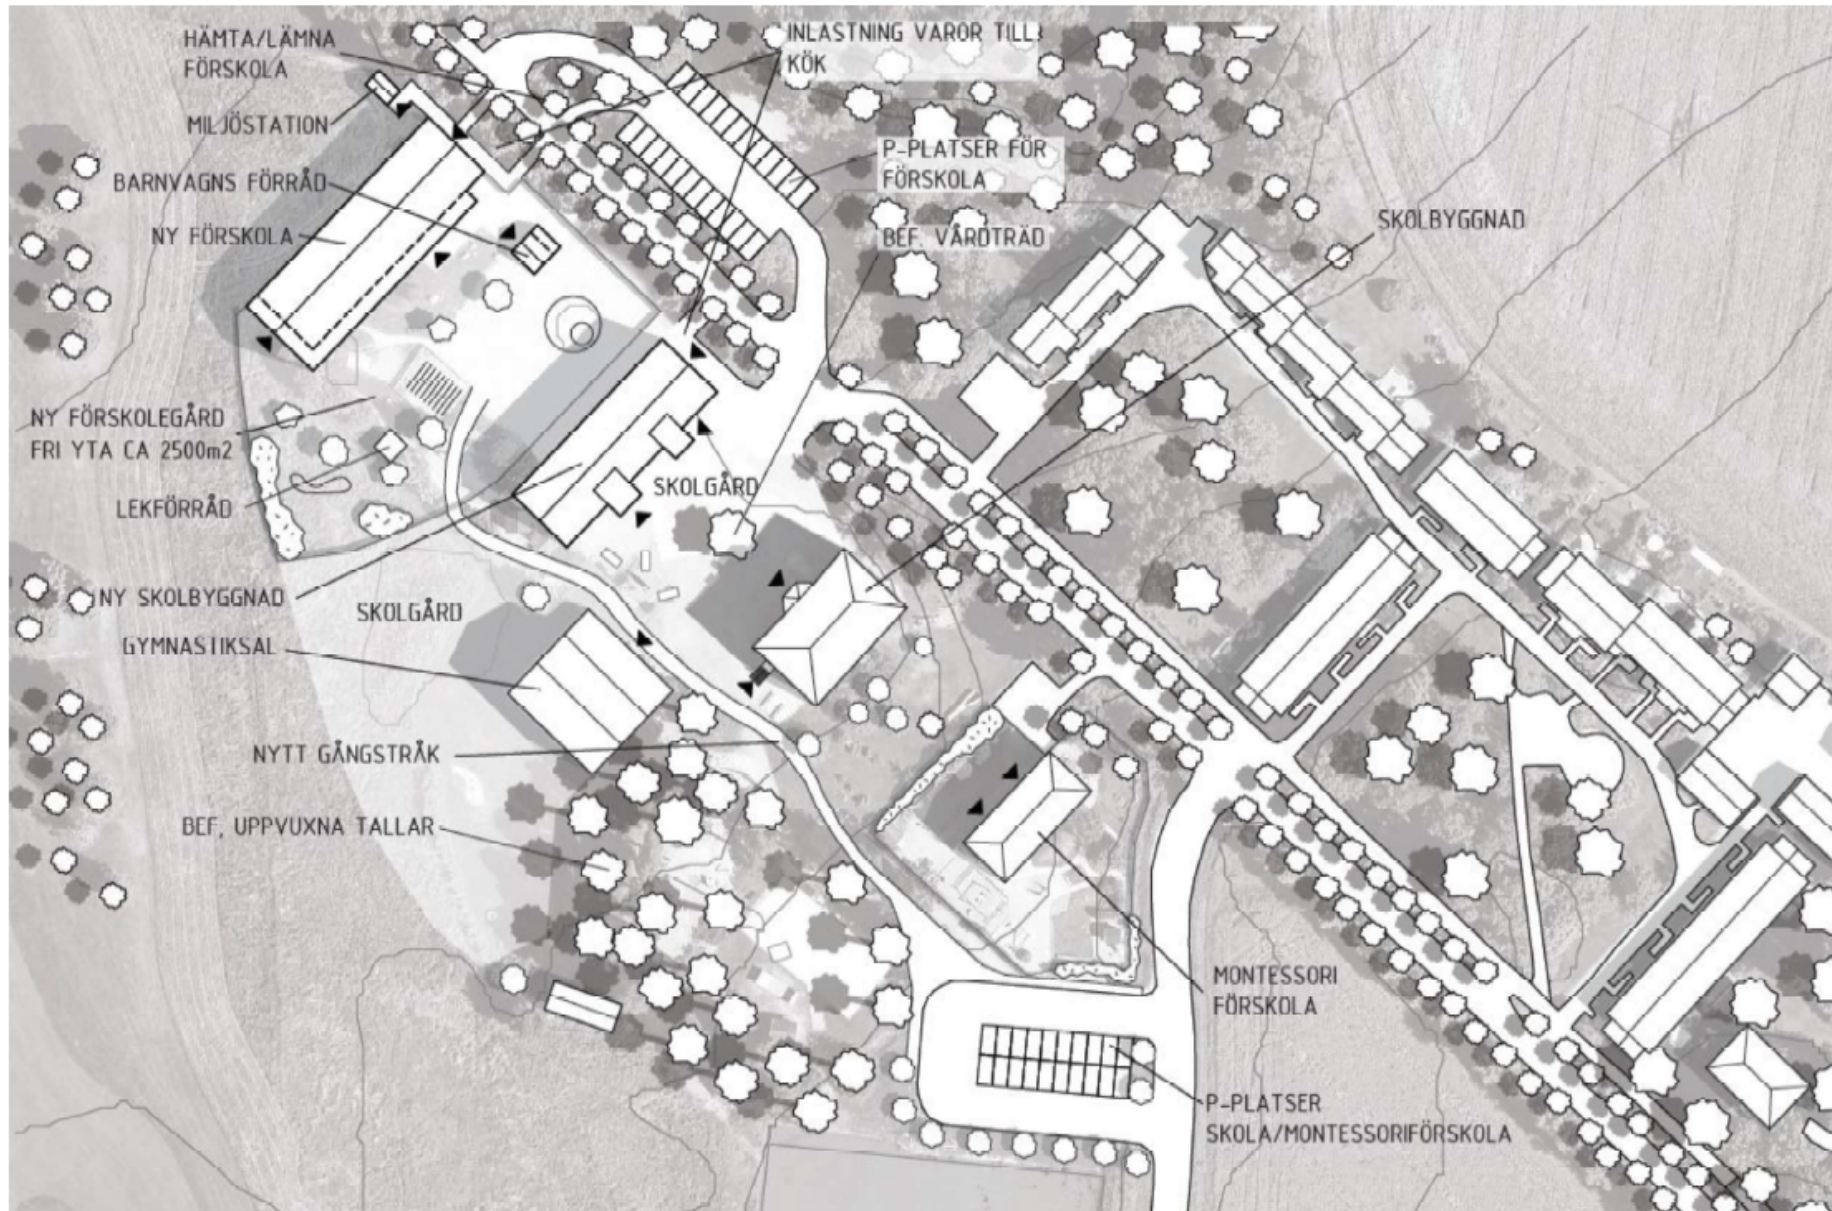 HÄMTA/LÄMNA
FÖRSKOLA
INLASTNING VAROR TILL
KÖK
MILJÖSTATION
P-PLATSER FÖR
FÖRSKOLA
BARNVAGNS FÖRRÅD
SKOLBYGGNAD
NY FÖRSKOLA
BEF. VÅRDTRÄD
NY FÖRSKOLEGÅRD
FRI YTA CA 2500m2
SKOLGÅRD
LEKFÖRRÅD
NY SKOLBYGGNAD
SKOLGÅRD
GYMNASTIKSAL
NYTT GÅNGSTRÅK
BEF, UPPVUXNA TALLAR
MONTESSORI
FÖRSKOLA
P-PLATSER
SKOLA/MONTESSORIFÖRSKOLA